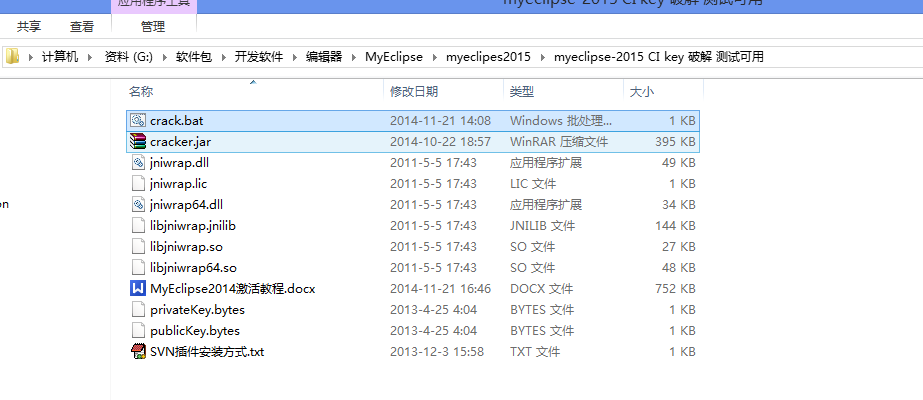 应用程序工具
myeclipse-2015 CI key 破解 测试可用
共享 查看 管理
计算机 资料 (G:) 软件包 开发软件 编辑器 MyEclipse myeclipes2015 myeclipse-2015 CI key 破解 测试可用
名称 修改日期 类型 大小
crack.bat 2014-11-21 14:08 Windows 批处理... 1 KB
cracker.jar 2014-10-22 18:57 WinRAR 压缩文件 395 KB
jniwrap.dll 2011-5-5 17:43 应用程序扩展 49 KB
jniwrap.lic 2011-5-5 17:43 LIC 文件 1 KB
jniwrap64.dll 2011-5-5 17:43 应用程序扩展 34 KB
libjniwrap.jnilib 2011-5-5 17:43 JNILIB 文件 144 KB
libjniwrap.so 2011-5-5 17:43 SO 文件 27 KB
libjniwrap64.so 2011-5-5 17:43 SO 文件 48 KB
MyEclipse2014激活教程.docx 2014-11-21 16:46 DOCX 文件 752 KB
privateKey.bytes 2013-4-25 4:04 BYTES 文件 1 KB
publicKey.bytes 2013-4-25 4:04 BYTES 文件 1 KB
SVN插件安装方式.txt 2013-12-3 15:58 TXT 文件 1 KB
on